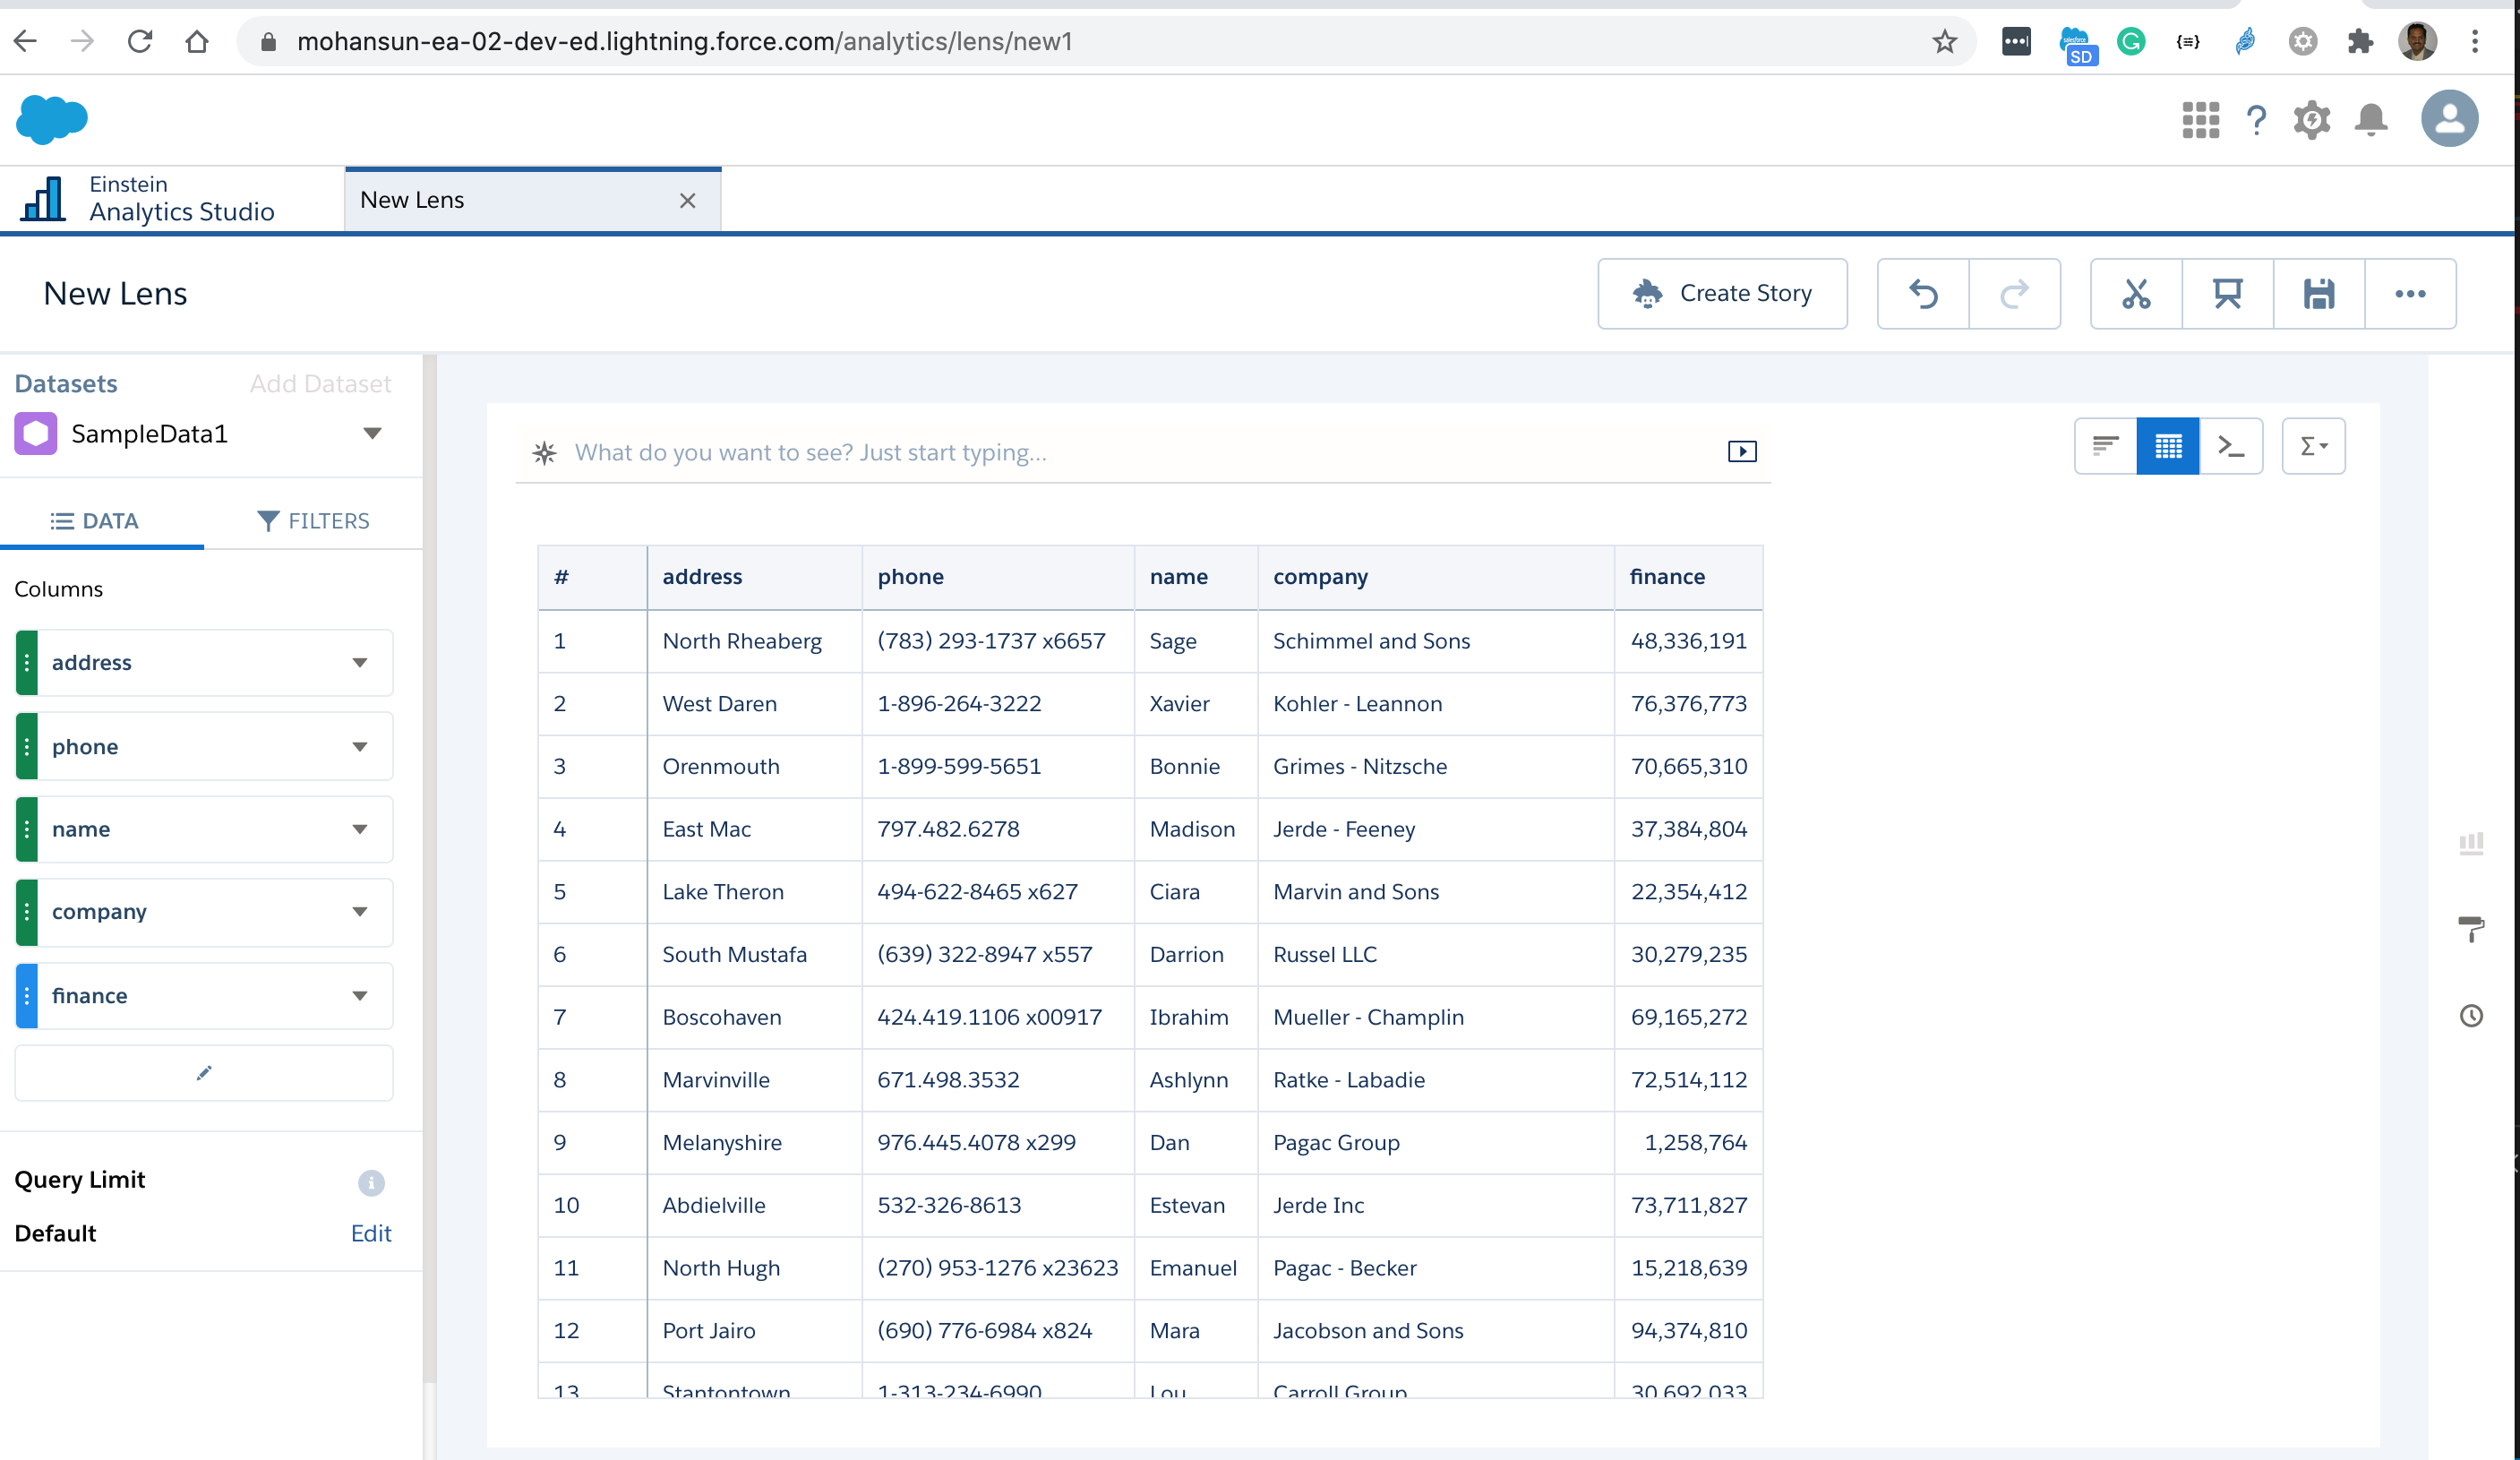 mohansun-ea-02-dev-ed.lightning.force.com/analytics/lens/new1
SD
Einstein
Analytics Studio
New Lens
New Lens
Create Story
Datasets
Add Dataset
SampleData1
What do you want to see? Just start typing...
Σ
DATA
FILTERS
Columns
address
phone
name
company
finance
Query Limit
Default
Edit
# address phone name company finance
1 North Rheaberg (783) 293-1737 x6657 Sage Schimmel and Sons 48,336,191
2 West Daren 1-896-264-3222 Xavier Kohler - Leannon 76,376,773
3 Orenmouth 1-899-599-5651 Bonnie Grimes - Nitzsche 70,665,310
4 East Mac 797.482.6278 Madison Jerde - Feeney 37,384,804
5 Lake Theron 494-622-8465 x627 Ciara Marvin and Sons 22,354,412
6 South Mustafa (639) 322-8947 x557 Darrion Russel LLC 30,279,235
7 Boscohaven 424.419.1106 x00917 Ibrahim Mueller - Champlin 69,165,272
8 Marvinville 671.498.3532 Ashlynn Ratke - Labadie 72,514,112
9 Melanyshire 976.445.4078 x299 Dan Pagac Group 1,258,764
10 Abdielville 532-326-8613 Estevan Jerde Inc 73,711,827
11 North Hugh (270) 953-1276 x23623 Emanuel Pagac - Becker 15,218,639
12 Port Jairo (690) 776-6984 x824 Mara Jacobson and Sons 94,374,810
13 Stantontown 1-313-234-6990 Lou Carroll Group 30,692,033